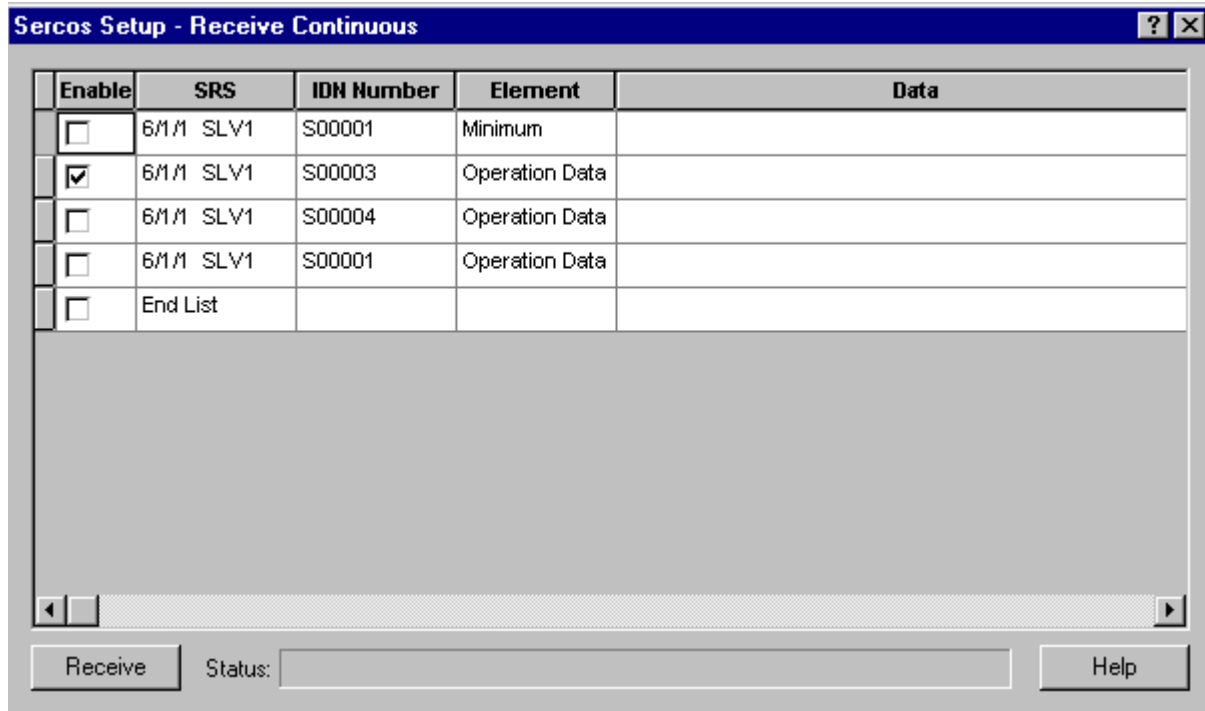 Sercos Setup - Receive Continuous
Enable SRS IDN Number Element Data
6/1/1 SLV1 S00001 Minimum
6/1/1 SLV1 S00003 Operation Data
6/1/1 SLV1 S00004 Operation Data
6/1/1 SLV1 S00001 Operation Data
End List
Receive Status: Help